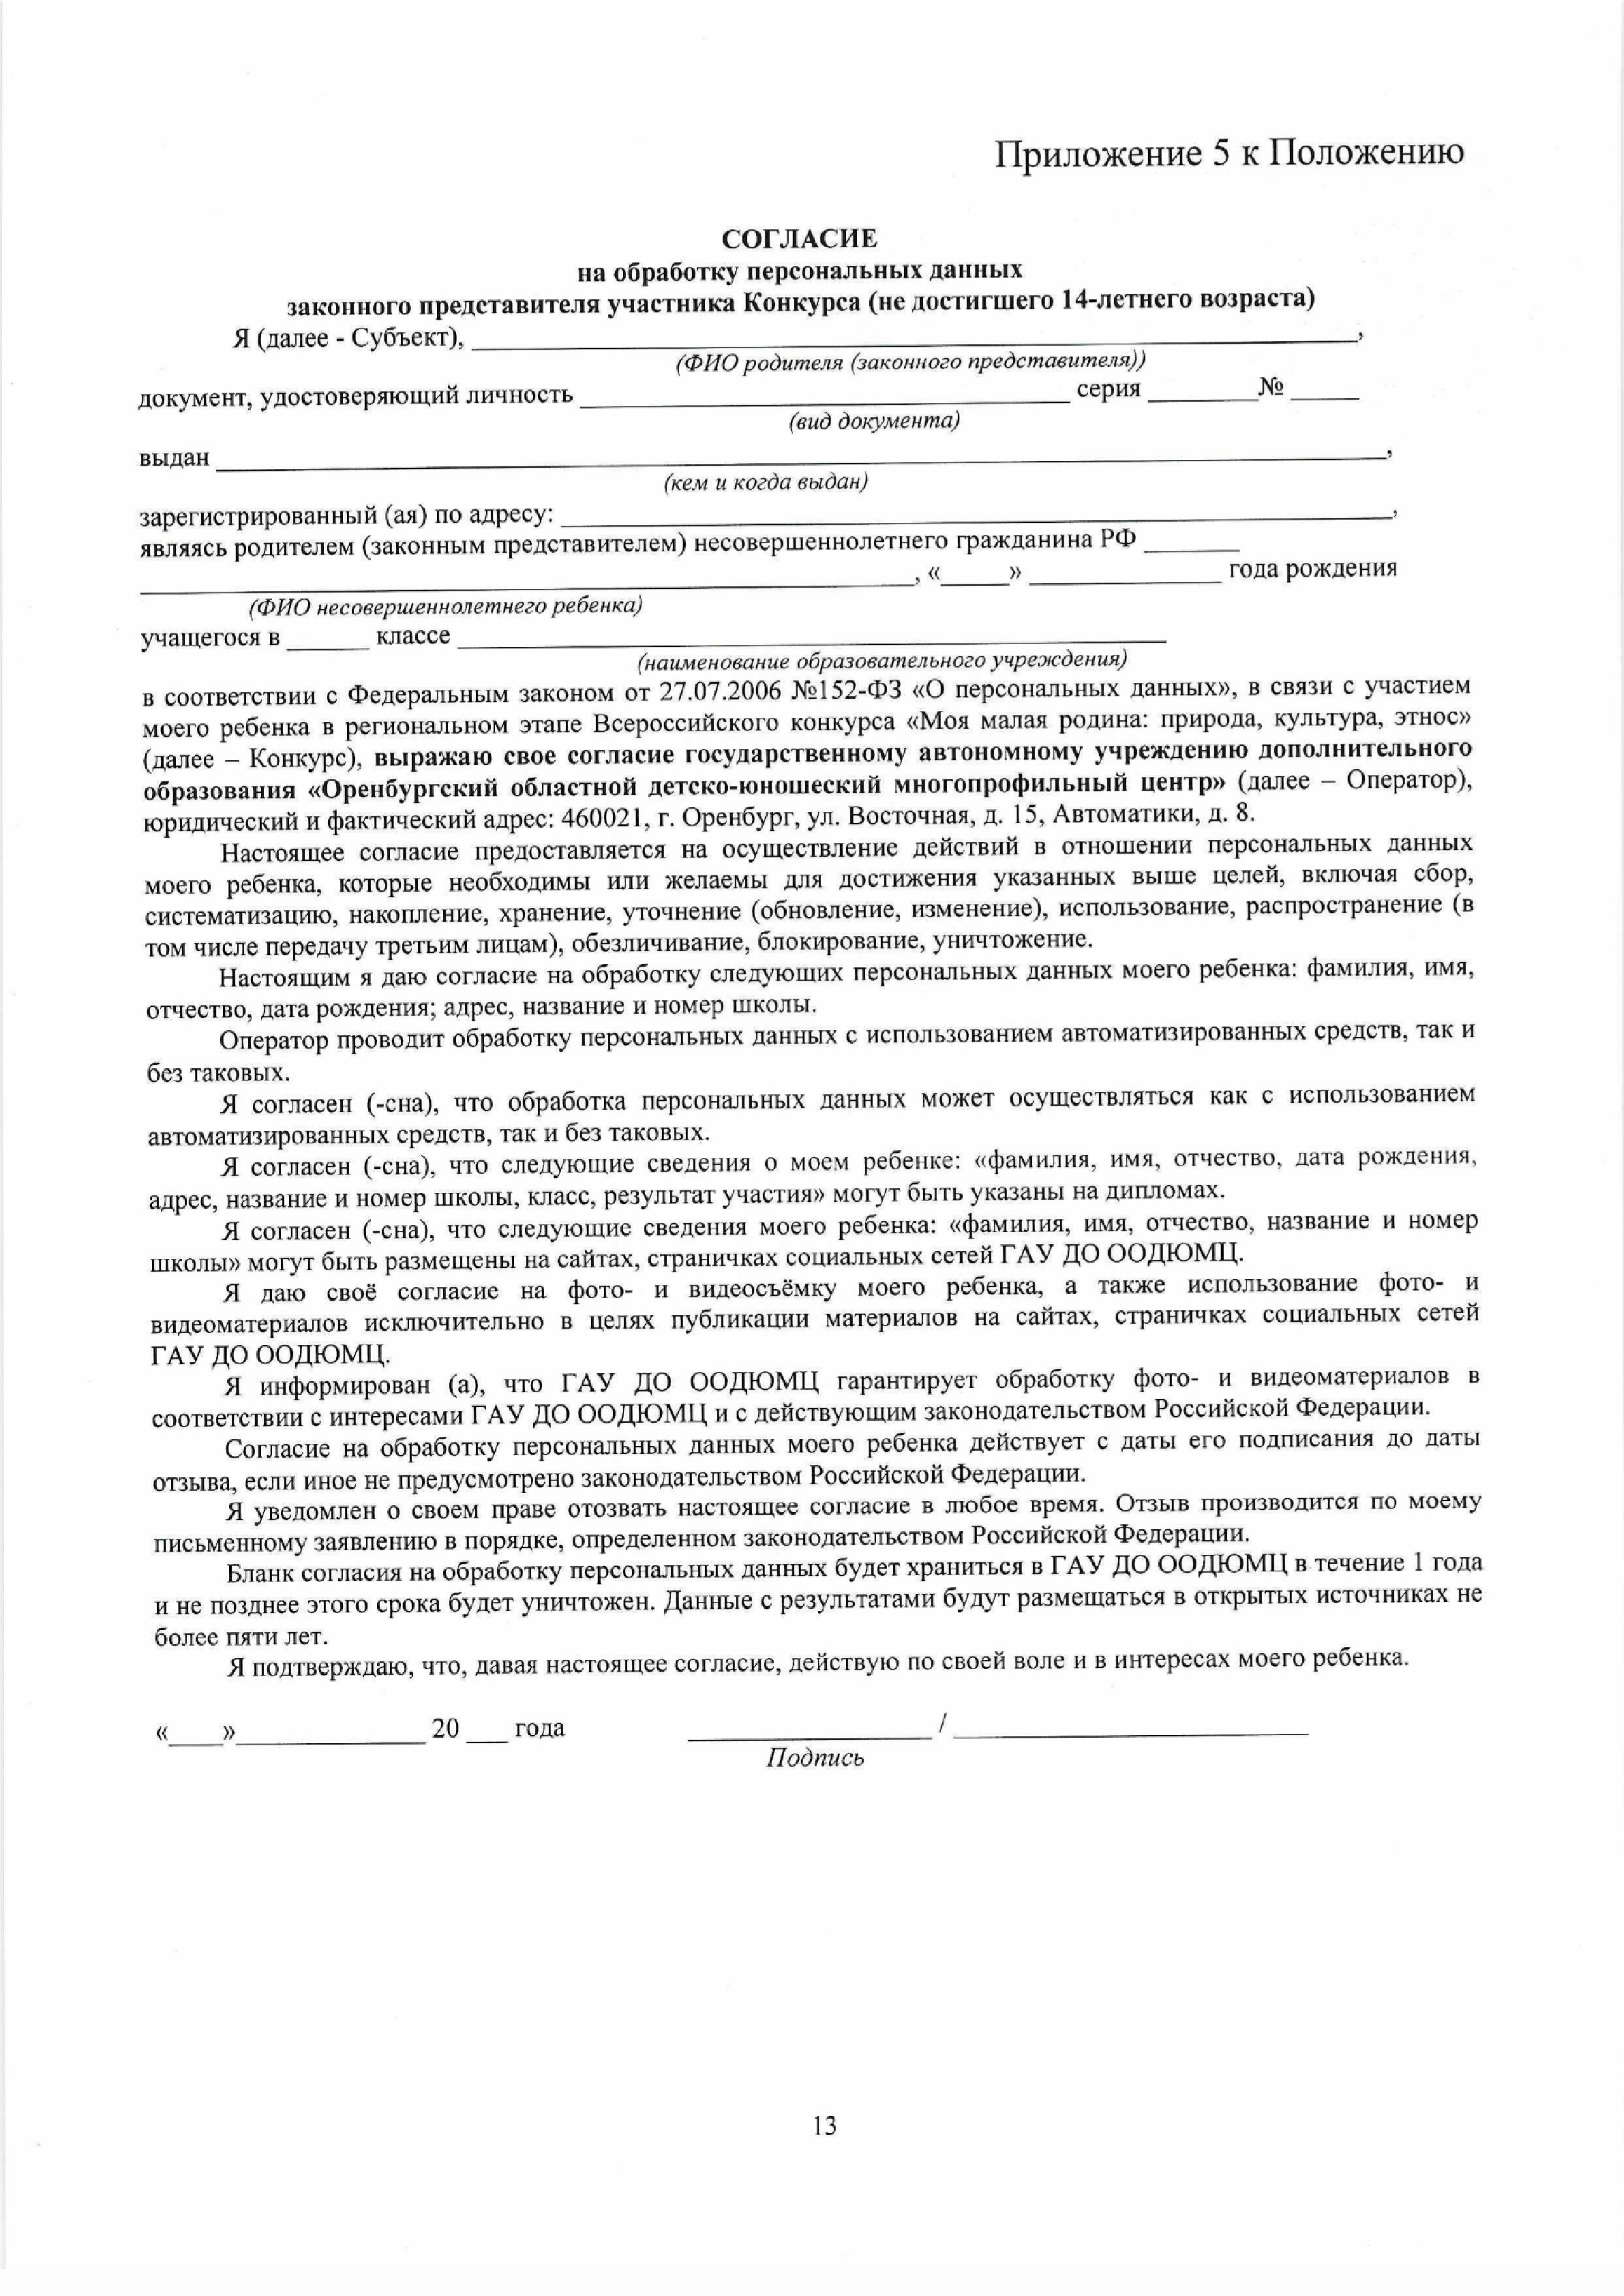 Приложение 5 к Положению
СОГЛАСИЕ
на обработку персональных данных
законного представителя участника Конкурса (не достигшего 14-летнего возраста)
Я (далее - Субъект), ______________________________,
(ФИО родителя (законного представителя))
документ, удостоверяющий личность ____________________ серия ________№ _____
(вид документа)
выдан ______________________________,
(кем и когда выдан)
зарегистрированный (ая) по адресу: ______________________________,
являясь родителем (законным представителем) несовершеннолетнего гражданина РФ _______
______________________________, «_____» ______________ года рождения
(ФИО несовершеннолетнего ребенка)
учащегося в ______ классе ______________________________
(наименование образовательного учреждения)
в соответствии с Федеральным законом от 27.07.2006 №152-ФЗ «О персональных данных», в связи с участием
моего ребенка в региональном этапе Всероссийского конкурса «Моя малая родина: природа, культура, этнос»
(далее – Конкурс), выражаю свое согласие государственному автономному учреждению дополнительного
образования «Оренбургский областной детско-юношеский многопрофильный центр» (далее – Оператор),
юридический и фактический адрес: 460021, г. Оренбург, ул. Восточная, д. 15, Автоматики, д. 8.
Настоящее согласие предоставляется на осуществление действий в отношении персональных данных
моего ребенка, которые необходимы или желаемы для достижения указанных выше целей, включая сбор,
систематизацию, накопление, хранение, уточнение (обновление, изменение), использование, распространение (в
том числе передачу третьим лицам), обезличивание, блокирование, уничтожение.
Настоящим я даю согласие на обработку следующих персональных данных моего ребенка: фамилия, имя,
отчество, дата рождения; адрес, название и номер школы.
Оператор проводит обработку персональных данных с использованием автоматизированных средств, так и
без таковых.
Я согласен (-сна), что обработка персональных данных может осуществляться как с использованием
автоматизированных средств, так и без таковых.
Я согласен (-сна), что следующие сведения о моем ребенке: «фамилия, имя, отчество, дата рождения,
адрес, название и номер школы, класс, результат участия» могут быть указаны на дипломах.
Я согласен (-сна), что следующие сведения моего ребенка: «фамилия, имя, отчество, название и номер
школы» могут быть размещены на сайтах, страничках социальных сетей ГАУ ДО ООДЮМЦ.
Я даю своё согласие на фото- и видеосъёмку моего ребенка, а также использование фото- и
видеоматериалов исключительно в целях публикации материалов на сайтах, страничках социальных сетей
ГАУ ДО ООДЮМЦ.
Я информирован (а), что ГАУ ДО ООДЮМЦ гарантирует обработку фото- и видеоматериалов в
соответствии с интересами ГАУ ДО ООДЮМЦ и с действующим законодательством Российской Федерации.
Согласие на обработку персональных данных моего ребенка действует с даты его подписания до даты
отзыва, если иное не предусмотрено законодательством Российской Федерации.
Я уведомлен о своем праве отозвать настоящее согласие в любое время. Отзыв производится по моему
письменному заявлению в порядке, определенном законодательством Российской Федерации.
Бланк согласия на обработку персональных данных будет храниться в ГАУ ДО ООДЮМЦ в течение 1 года
и не позднее этого срока будет уничтожен. Данные с результатами будут размещаться в открытых источниках не
более пяти лет.
Я подтверждаю, что, давая настоящее согласие, действую по своей воле и в интересах моего ребенка.
«____»______________ 20 ___ года __________________ / __________________________
Подпись
13